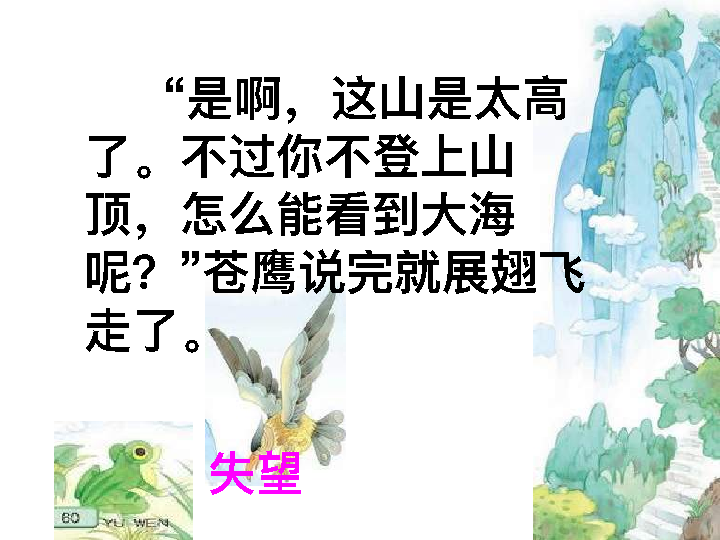 “是啊，这山是太高
了。不过你不登上山
顶，怎么能看到大海
呢？”苍鹰说完就展翅飞
走了。
失望
60
YU WEN